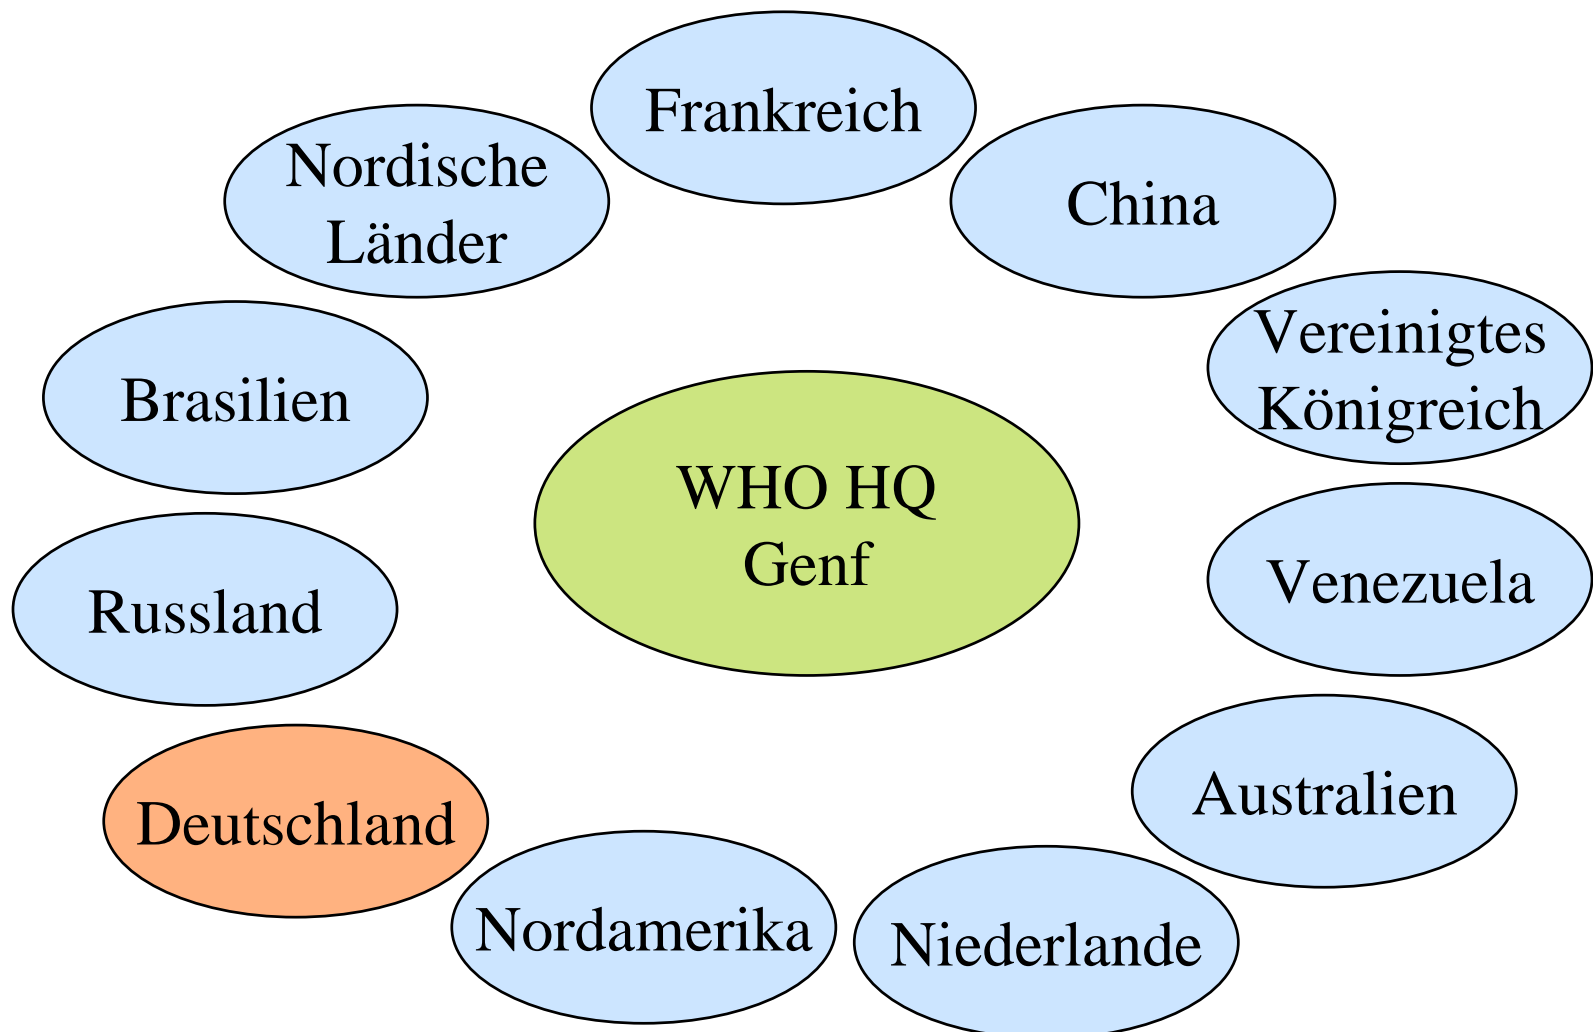 Frankreich
Nordische
Länder
China
Vereinigtes
Königreich
Brasilien
WHO HQ
Genf
Venezuela
Russland
Australien
Deutschland
Nordamerika
Niederlande